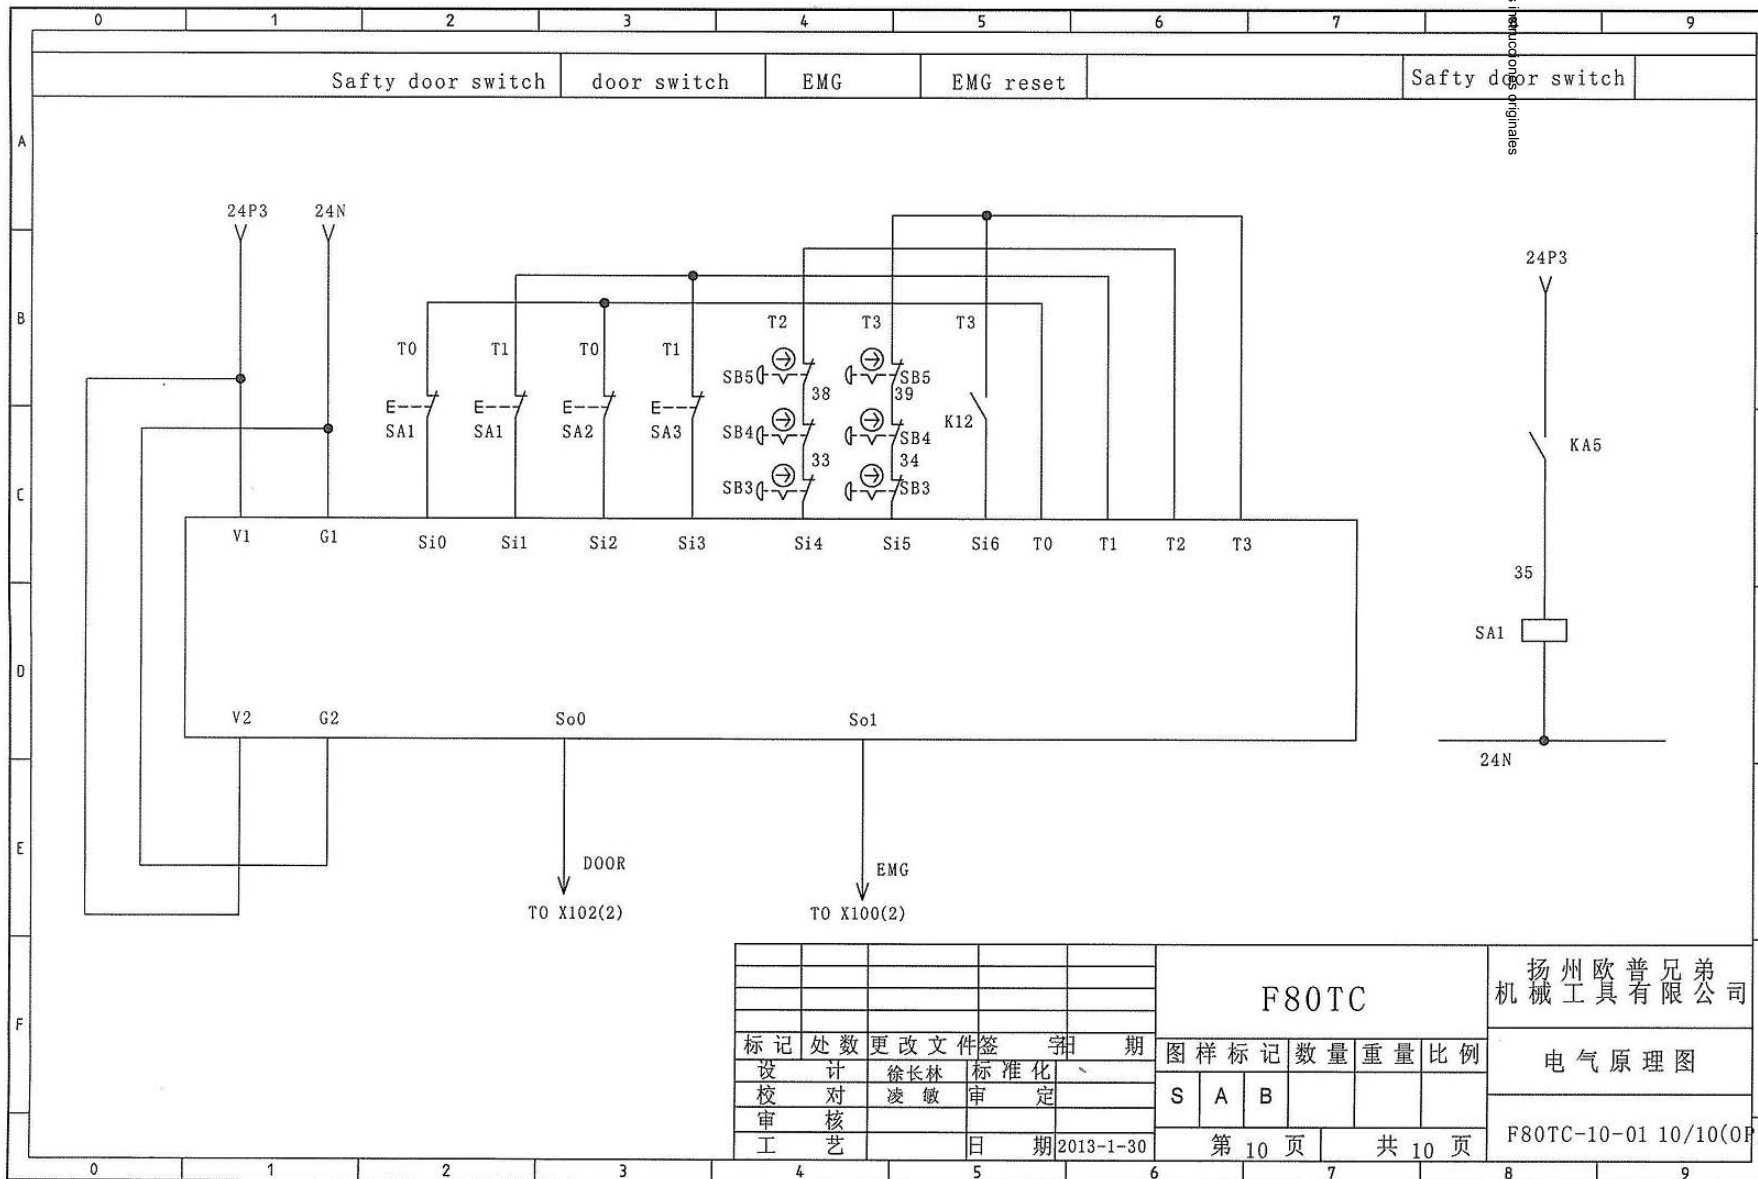 0 1 2 3 4 5 6 7 9
Safty door switch door switch EMG EMG reset Safty door switch
originales
A
24P3 24N
24P3
B
T2 T3 T3
T0 T1 T0 T1
SB5 SB5
38 39
C
SA1 SA1 SA2 SA3 SB4 SB4 K12 KA5
33 34
SB3 SB3
V1 G1 Si0 Si1 Si2 Si3 Si4 Si5 Si6 T0 T1 T2 T3
35
SA1
D
V2 G2 So0 So1
24N
E
DOOR EMG
TO X102(2) TO X100(2)
F
F80TC
扬州欧普兄弟
机械工具有限公司
标记 处数 更改文件 签字 日期
图样标记 数量 重量 比例
电气原理图
设计 徐长林 标准化
校对 凌敏 审定
S A B
审核
工艺 日期 2013-1-30
第 10 页 共 10 页
F80TC-10-01 10/10(OP
0 1 2 3 4 5 6 7 8 9